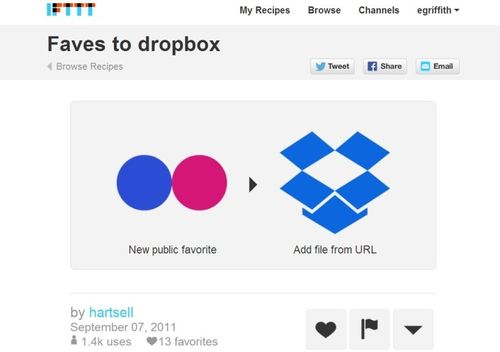 IFTTT
My Recipes Browse Channels egriffith
Faves to dropbox
Browse Recipes
Tweet Share Email
New public favorite Add file from URL
by hartsell
September 07, 2011
1.4k uses 13 favorites